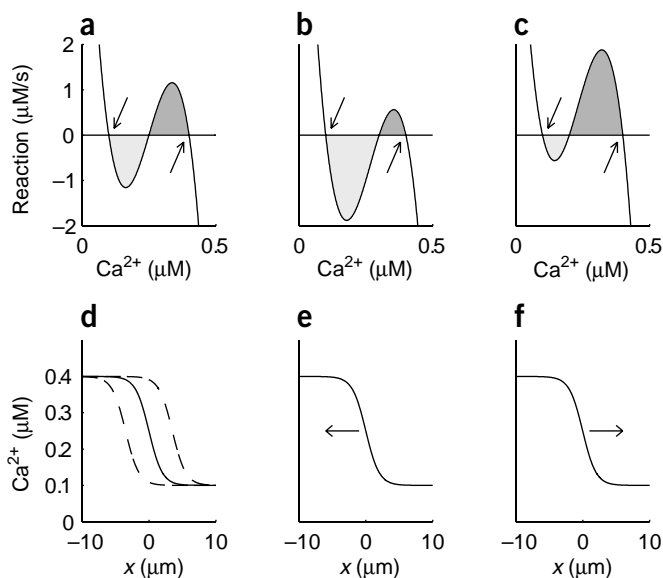 a b c
Reaction (μM/s)
2
1
0
–1
–2
0 0.5
0 0.5
0 0.5
Ca2+ (μM) Ca2+ (μM) Ca2+ (μM)
d e f
Ca2+ (μM)
0.4
0.3
0.2
0.1
0
–10 0 10
–10 0 10
–10 0 10
x (μm) x (μm) x (μm)